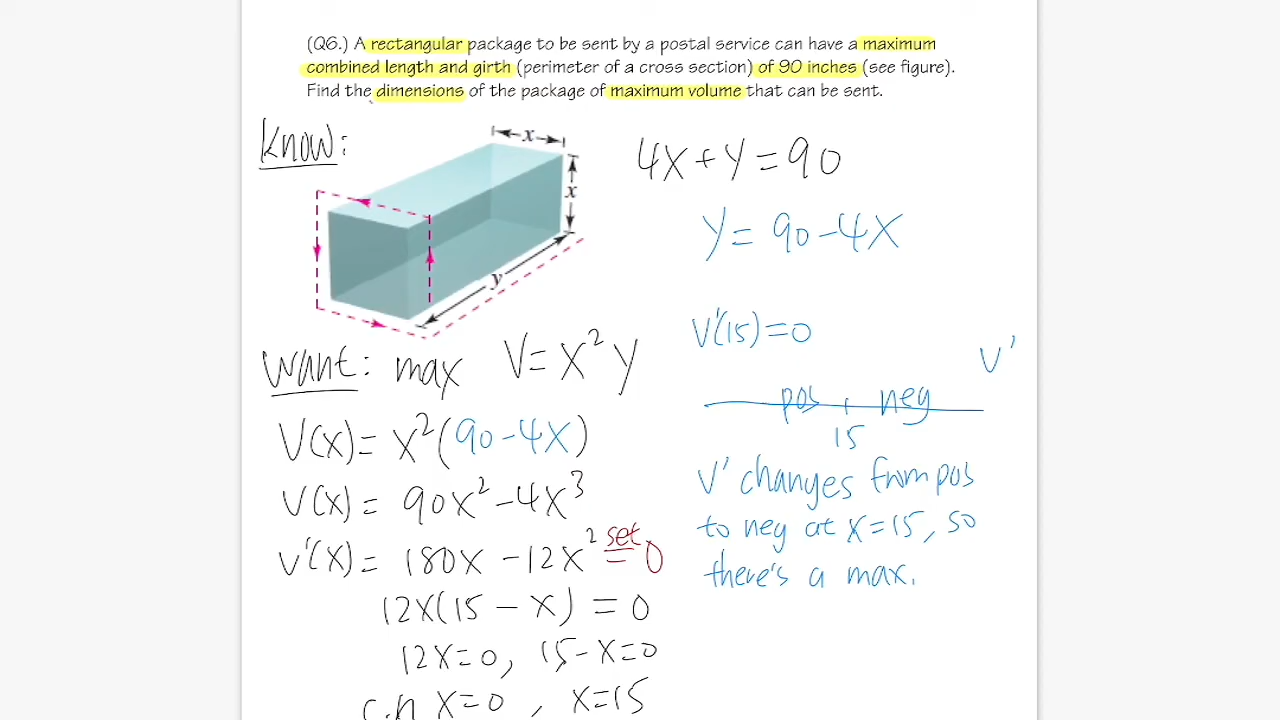 (Q6.) A rectangular package to be sent by a postal service can have a maximum
combined length and girth (perimeter of a cross section) of 90 inches (see figure).
Find the dimensions of the package of maximum volume that can be sent.
Know:
x
x
y
4X+Y=90
Y=90-4X
Want: max V=X²Y
V(X)=X²(90-4X)
V(X)=90X²-4X³
V'(X)=180X-12X² set = 0
12X(15-X)=0
12X=0, 15-X=0
c.n X=0, X=15
V'(15)=0
V'
pos neg
15
V' changes from pos
to neg at X=15, so
there's a max.